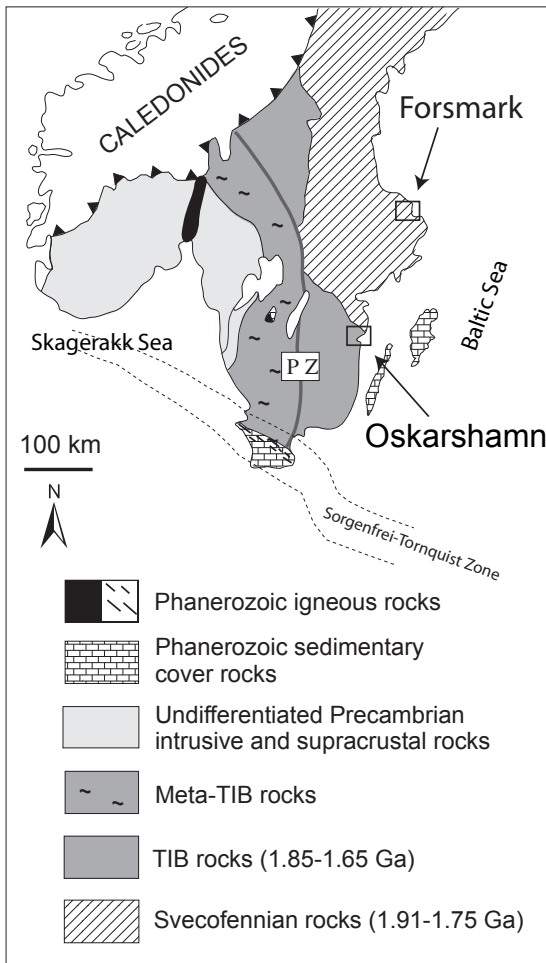 CALEDONIDES
Forsmark
Baltic Sea
Skagerakk Sea
P Z
Oskarshamn
100 km
N
Sorgenfrei-Tornquist Zone
Phanerozoic igneous rocks
Phanerozoic sedimentary
cover rocks
Undifferentiated Precambrian
intrusive and supracrustal rocks
Meta-TIB rocks
TIB rocks (1.85-1.65 Ga)
Svecofennian rocks (1.91-1.75 Ga)